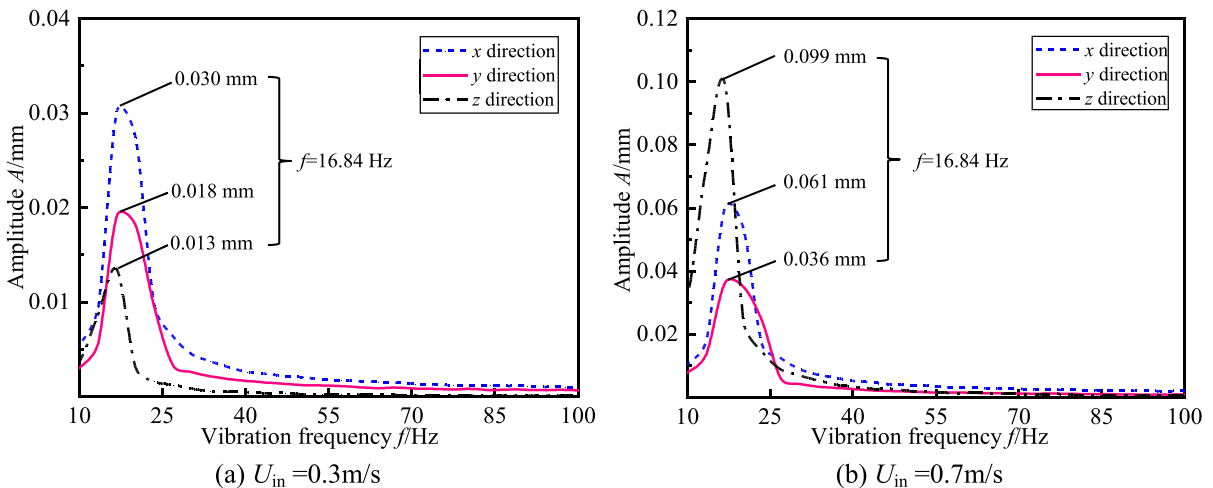 0.04
0.03
0.02
0.01
Amplitude A/mm
x direction
y direction
z direction
0.030 mm
0.018 mm
0.013 mm
f=16.84 Hz
10 25 40 55 70 85 100
Vibration frequency f/Hz
(a) Uin =0.3m/s
0.12
0.10
0.08
0.06
0.04
0.02
Amplitude A/mm
x direction
y direction
z direction
0.099 mm
0.061 mm
0.036 mm
f=16.84 Hz
10 25 40 55 70 85 100
Vibration frequency f/Hz
(b) Uin =0.7m/s